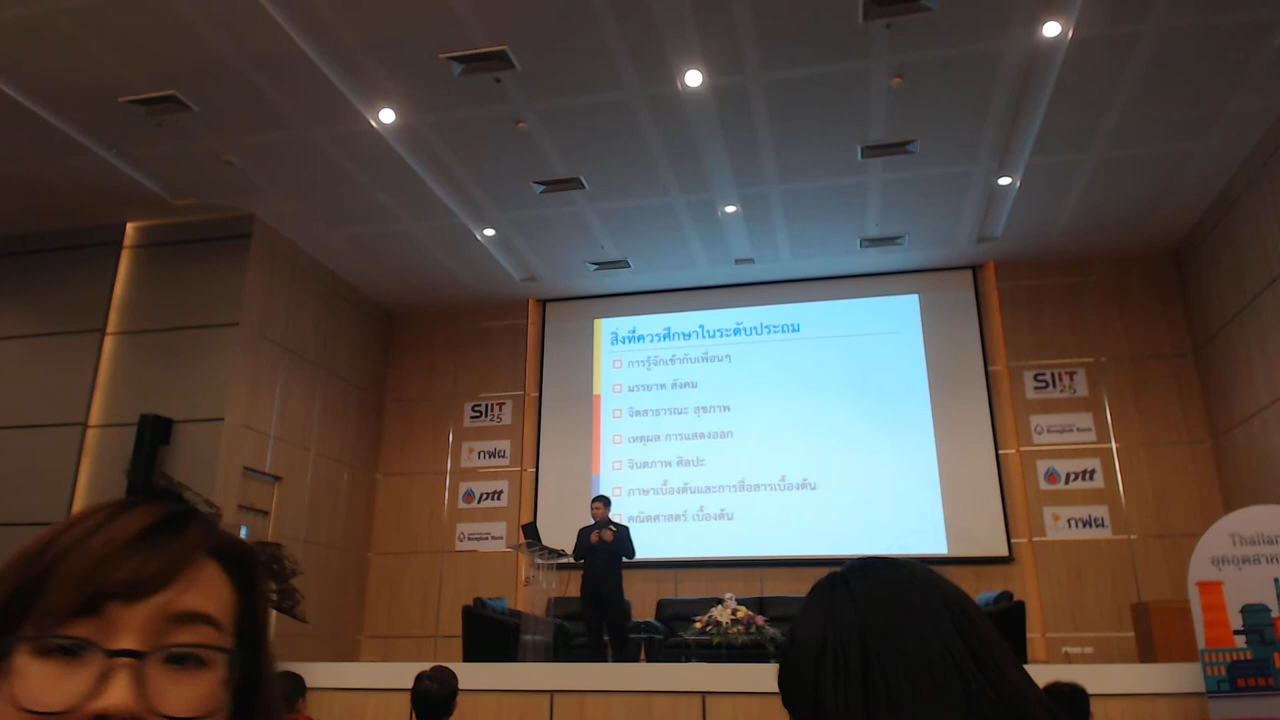 สิ่งที่ควรศึกษาในระดับประถม
การรู้จักเข้ากับเพื่อนๆ
มรรยาท สังคม
จิตสาธารณะ สุขภาพ
เหตุผล การแสดงออก
จินตภาพ ศิลปะ
ภาษาเบื้องต้นและการสื่อสารเบื้องต้น
คณิตศาสตร์ เบื้องต้น
SIIT
25
กฟผ.
ptt
Bangkok Bank
SIIT
25
Bangkok Bank
ptt
กฟผ.